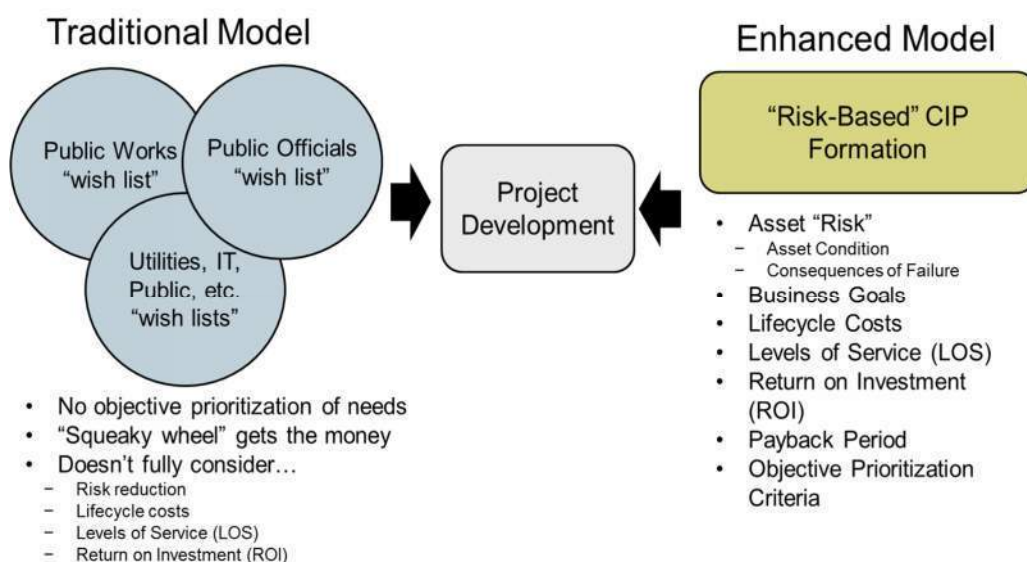 Traditional Model
Public Works
“wish list”
Public Officials
“wish list”
Utilities, IT,
Public, etc.
“wish lists”
• No objective prioritization of needs
• “Squeaky wheel” gets the money
• Doesn’t fully consider…
– Risk reduction
– Lifecycle costs
– Levels of Service (LOS)
– Return on Investment (ROI)
Project
Development
Enhanced Model
“Risk-Based” CIP
Formation
• Asset “Risk”
– Asset Condition
– Consequences of Failure
• Business Goals
• Lifecycle Costs
• Levels of Service (LOS)
• Return on Investment
(ROI)
• Payback Period
• Objective Prioritization
Criteria